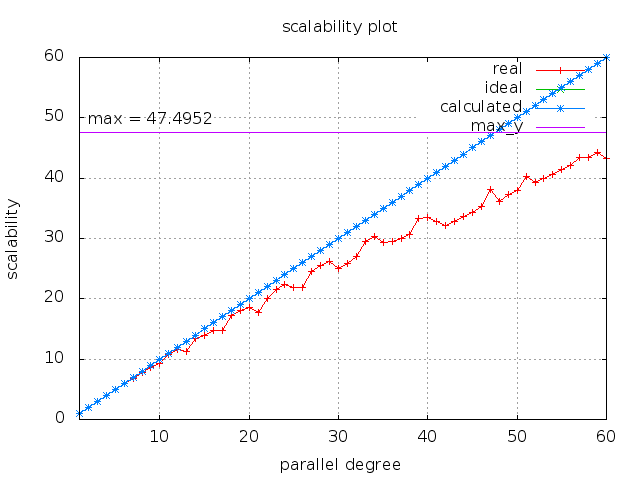 scalability plot
60
50
40
30
20
10
0
10
20
30
40
50
60
scalability
parallel degree
max = 47.4952
real
ideal
calculated
max_y